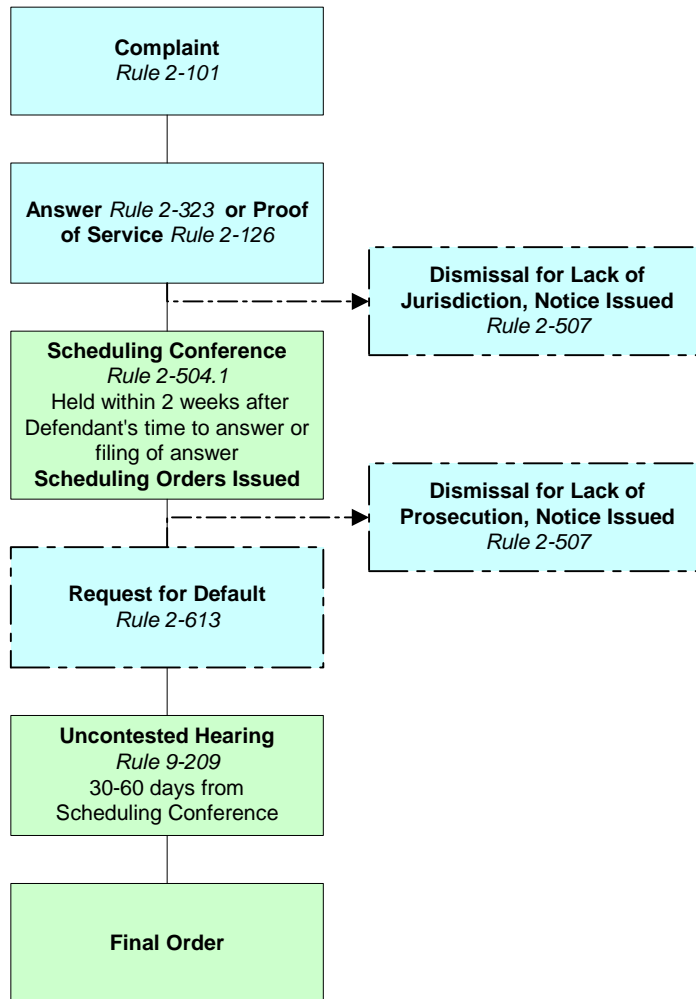 Complaint
Rule 2-101
Answer Rule 2-323 or Proof
of Service Rule 2-126
Dismissal for Lack of
Jurisdiction, Notice Issued
Rule 2-507
Scheduling Conference
Rule 2-504.1
Held within 2 weeks after
Defendant's time to answer or
filing of answer
Scheduling Orders Issued
Dismissal for Lack of
Prosecution, Notice Issued
Rule 2-507
Request for Default
Rule 2-613
Uncontested Hearing
Rule 9-209
30-60 days from
Scheduling Conference
Final Order